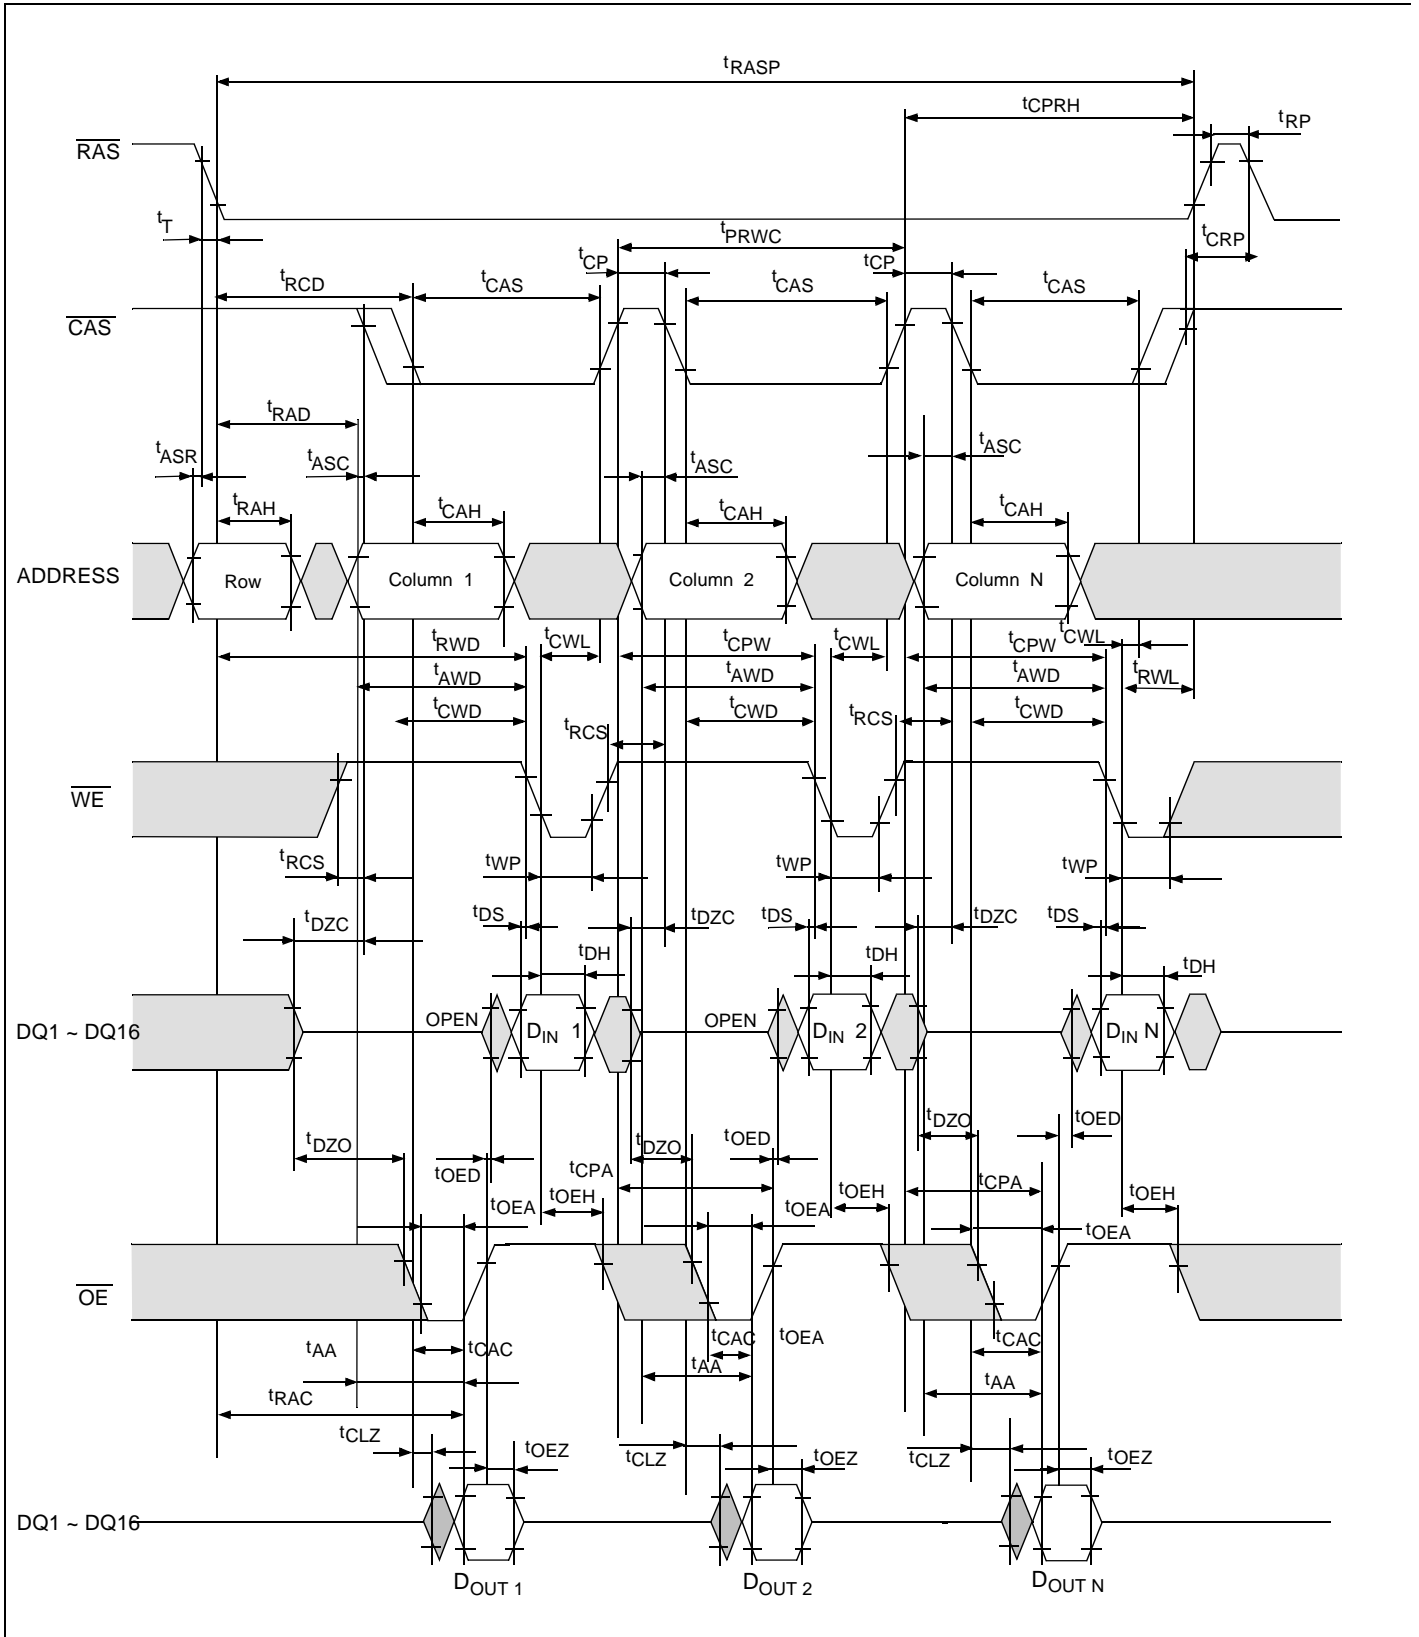 tRASP
tCPRH
tRP
RAS
tT
tPRWC
tCRP
tCP
tCP
tRCD
tCAS
tCAS
tCAS
CAS
tRAD
tASR
tASC
tASC
tASC
tRAH
tCAH
tCAH
tCAH
ADDRESS
Row
Column 1
Column 2
Column N
tRWD
tCWL
tCPW
tCWL
tCPW
tCWL
tAWD
tAWD
tAWD
tRWL
tCWD
tRCS
tCWD
tRCS
tCWD
WE
tRCS
tWP
tWP
tWP
tDZC
tDS
tDZC
tDS
tDZC
tDS
tDH
tDH
tDH
DQ1 ~ DQ16
OPEN
DIN 1
OPEN
DIN 2
DIN N
tDZO
tOED
tDZO
tOED
tDZO
tOED
tCPA
tCPA
tOEA
tOEH
tOEA
tOEH
tOEA
tOEH
OE
tAA
tCAC
tCAC
tOEA
tCAC
tAA
tAA
tRAC
tCLZ
tOEZ
tCLZ
tOEZ
tCLZ
tOEZ
DQ1 ~ DQ16
DOUT 1
DOUT 2
DOUT N